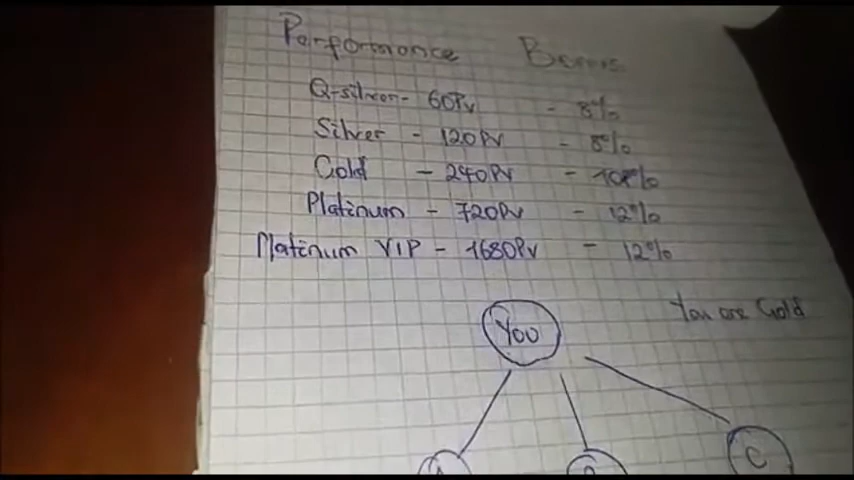 Performance Bonus
Q-silver - 60Pv - 8%
Silver - 120PV - 8%
Gold - 240PV - 10%
Platinum - 720Pv - 12%
Platinum VIP - 1680Pv - 12%
You are Gold
You
A B C